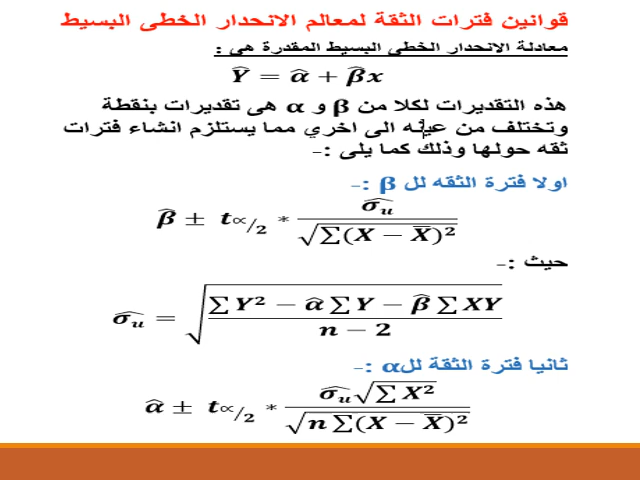 قوانين فترات الثقة لمعالم الانحدار الخطى البسيط
معادلة الانحدار الخطى البسيط المقدرة هى :
Ŷ = α̂ + β̂x
هذه التقديرات لكلا من β و α هى تقديرات بنقطة
وتختلف من عينه الى اخري مما يستلزم انشاء فترات
ثقه حولها وذلك كما يلى :-
اولا فترة الثقه لل β :-
β̂ ± t∝/2 * σ̂u / √∑(X − X̄)²
حيث :-
σ̂u = √((∑Y² − α̂∑Y − β̂∑XY) / (n − 2))
ثانيا فترة الثقة للα :-
α̂ ± t∝/2 * σ̂u√∑X² / √n∑(X − X̄)²